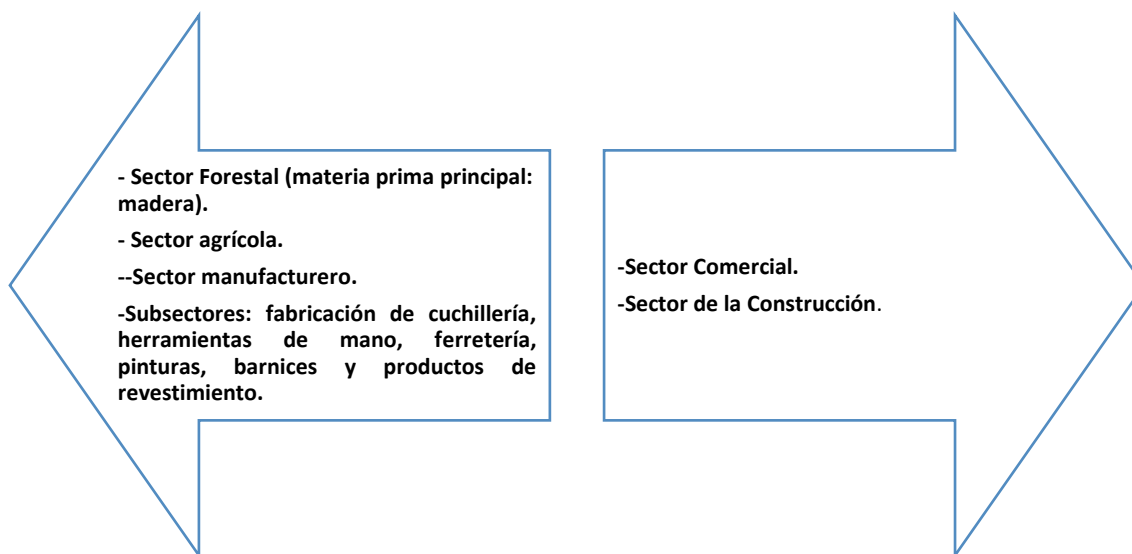 - Sector Forestal (materia prima principal:
madera).
- Sector agrícola.
--Sector manufacturero.
-Subsectores: fabricación de cuchillería,
herramientas de mano, ferretería,
pinturas, barnices y productos de
revestimiento.
-Sector Comercial.
-Sector de la Construcción.